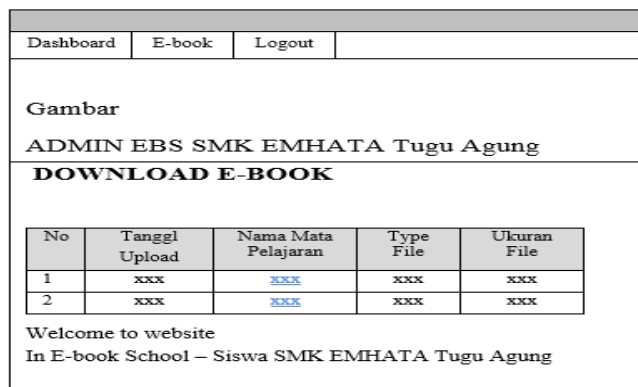 Dashboard E-book Logout
Gambar
ADMIN EBS SMK EMHATA Tugu Agung
DOWNLOAD E-BOOK
No Tanggl Upload Nama Mata Pelajaran Type File Ukuran File
1 xxx xxx xxx xxx
2 xxx xxx xxx xxx
Welcome to website
In E-book School – Siswa SMK EMHATA Tugu Agung